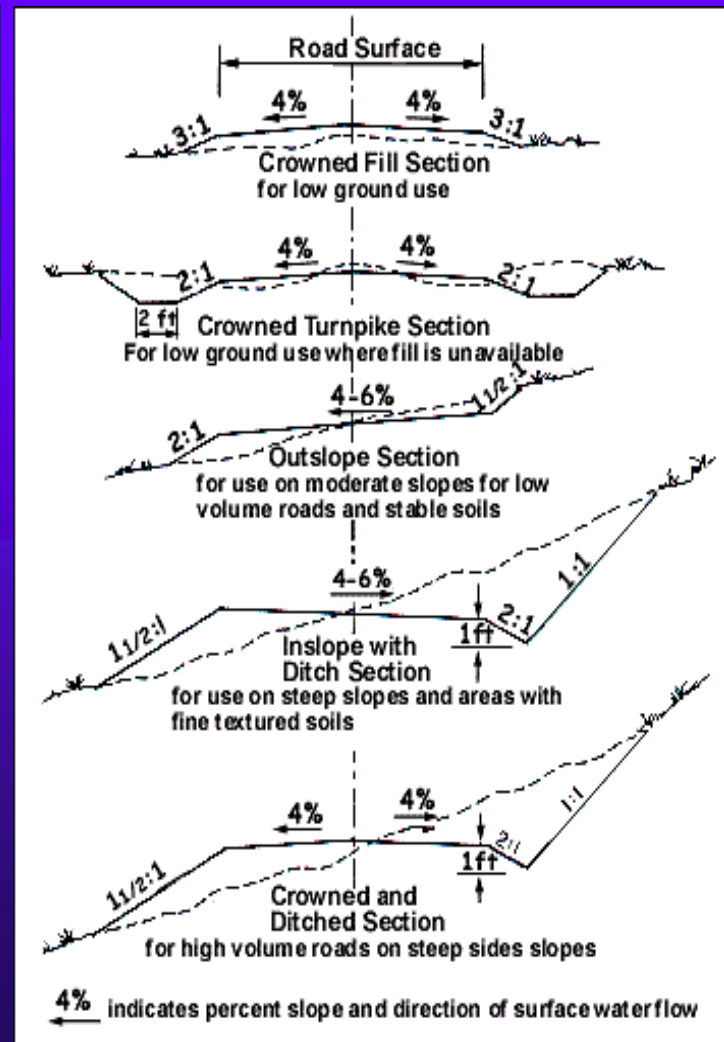 Road Surface
4% 4%
3:1 3:1
Crowned Fill Section
for low ground use
4% 4%
2:1 2:1
2 ft
Crowned Turnpike Section
For low ground use where fill is unavailable
4-6%
2:1 1 1/2:1
Outslope Section
for use on moderate slopes for low
volume roads and stable soils
4-6%
1:1
1 1/2:1 2:1
1ft
Inslope with
Ditch Section
for use on steep slopes and areas with
fine textured soils
4% 4%
1:1
1 1/2:1 2:1
1ft
Crowned and
Ditched Section
for high volume roads on steep sides slopes
4% indicates percent slope and direction of surface water flow